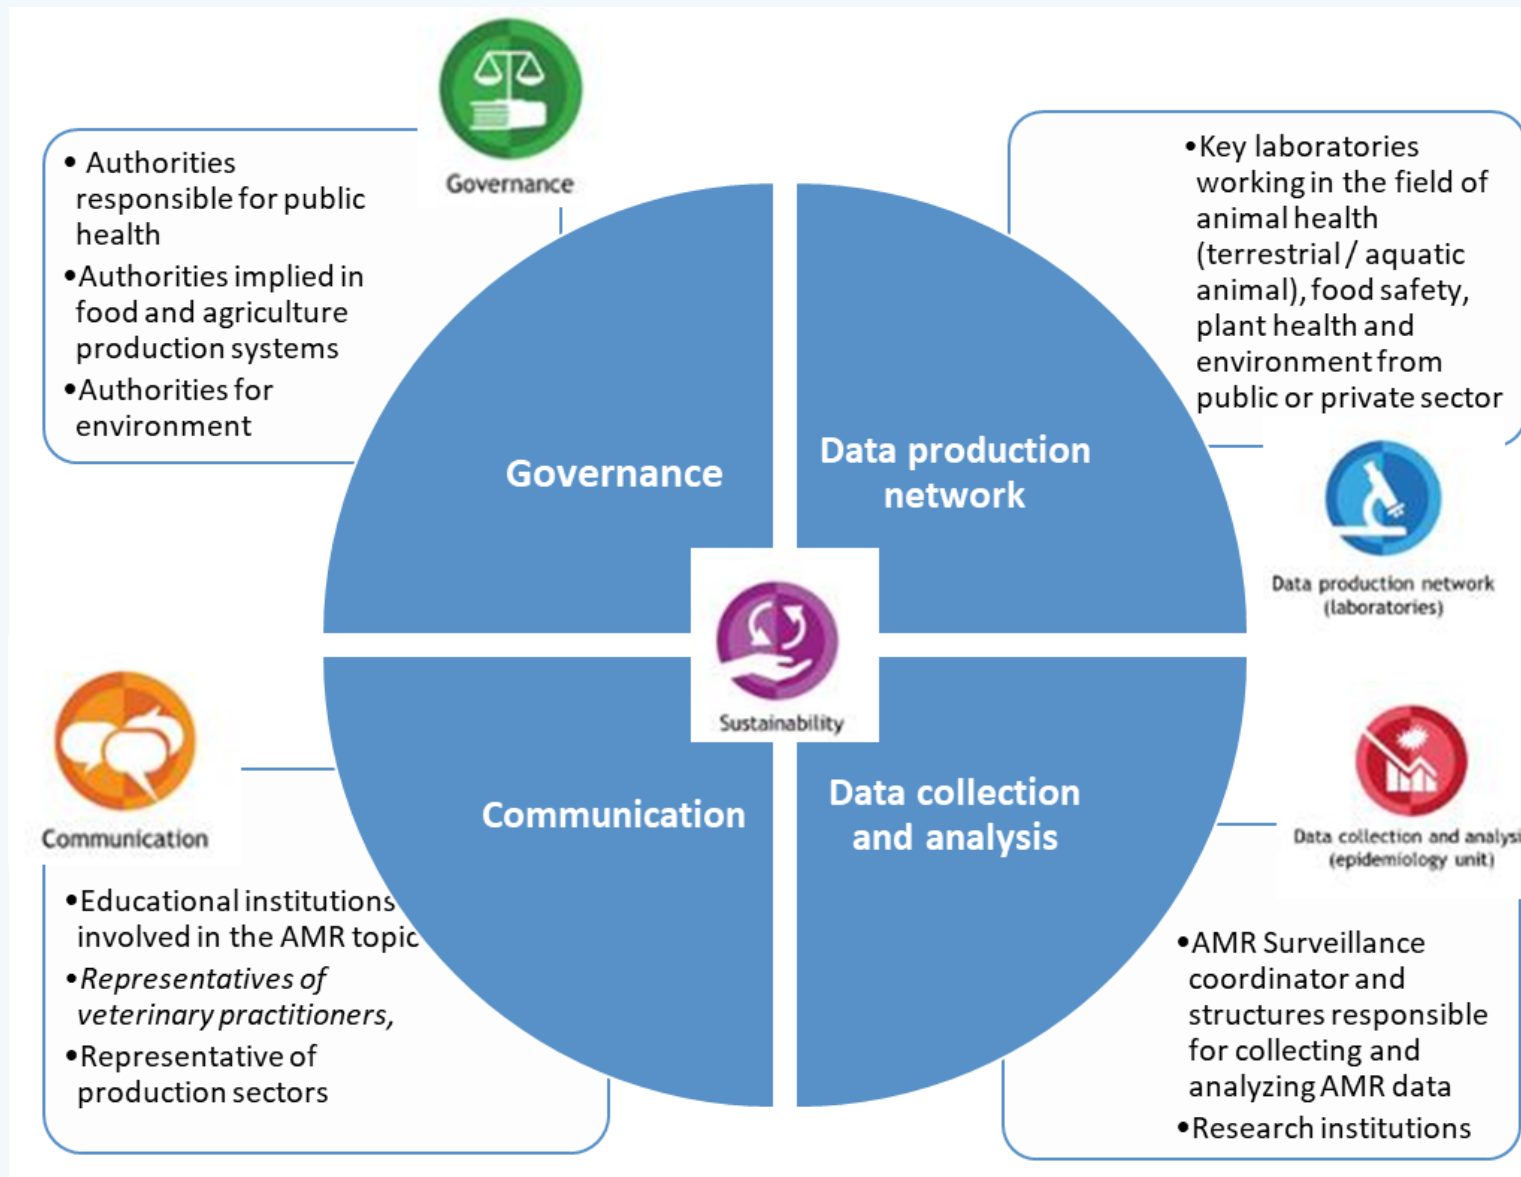 Governance
• Authorities
responsible for public
health
•Authorities implied in
food and agriculture
production systems
•Authorities for
environment
•Key laboratories
working in the field of
animal health
(terrestrial / aquatic
animal), food safety,
plant health and
environment from
public or private sector
Data production network
(laboratories)
Governance
Data production
network
Sustainability
Communication
Data collection
and analysis
Communication
•Educational institutions
involved in the AMR topic
•Representatives of
veterinary practitioners,
•Representative of
production sectors
Data collection and analysi
(epidemiology unit)
•AMR Surveillance
coordinator and
structures responsible
for collecting and
analyzing AMR data
•Research institutions